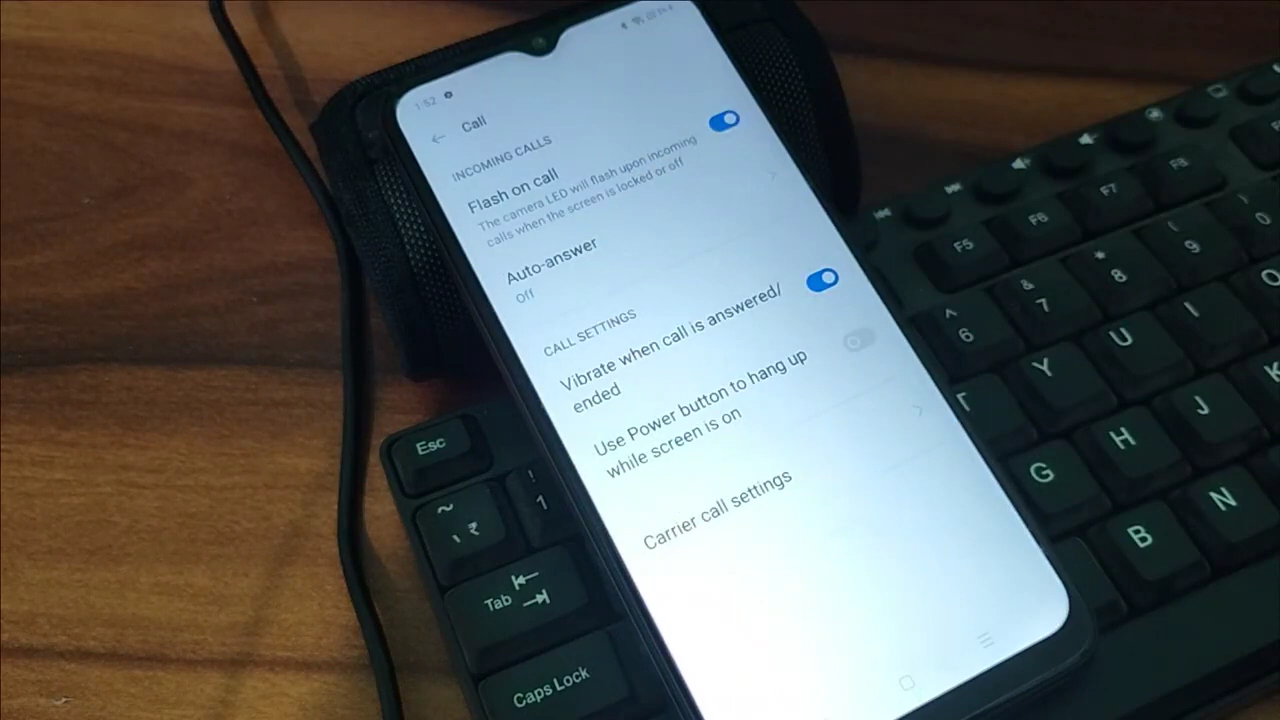 1:52
Call
INCOMING CALLS
Flash on call
The camera LED will flash upon incoming
calls when the screen is locked or off
Auto-answer
Off
CALL SETTINGS
Vibrate when call is answered/
ended
Use Power button to hang up
while screen is on
Carrier call settings
F5
F6
F7
F8
^
6
&
7
*
8
(
9
)
0
Y
U
I
O
G
H
J
K
B
N
Esc
~
` ₹
!
1
Tab
Caps Lock